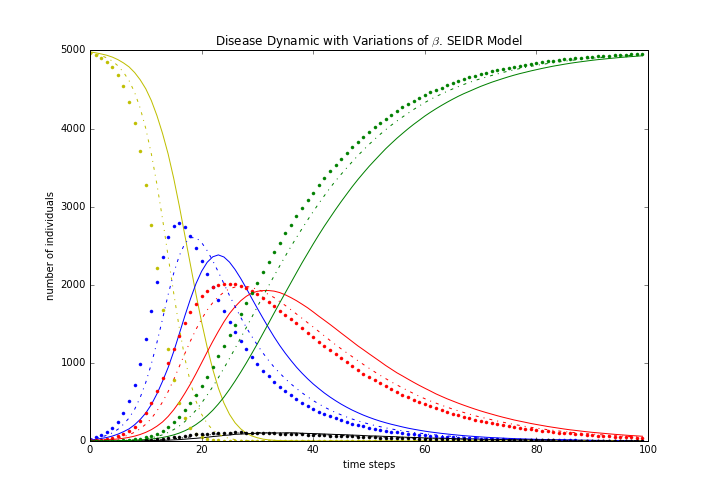 Disease Dynamic with Variations of β. SEIDR Model
5000
4000
3000
2000
1000
0
number of individuals
0 20 40 60 80 100
time steps